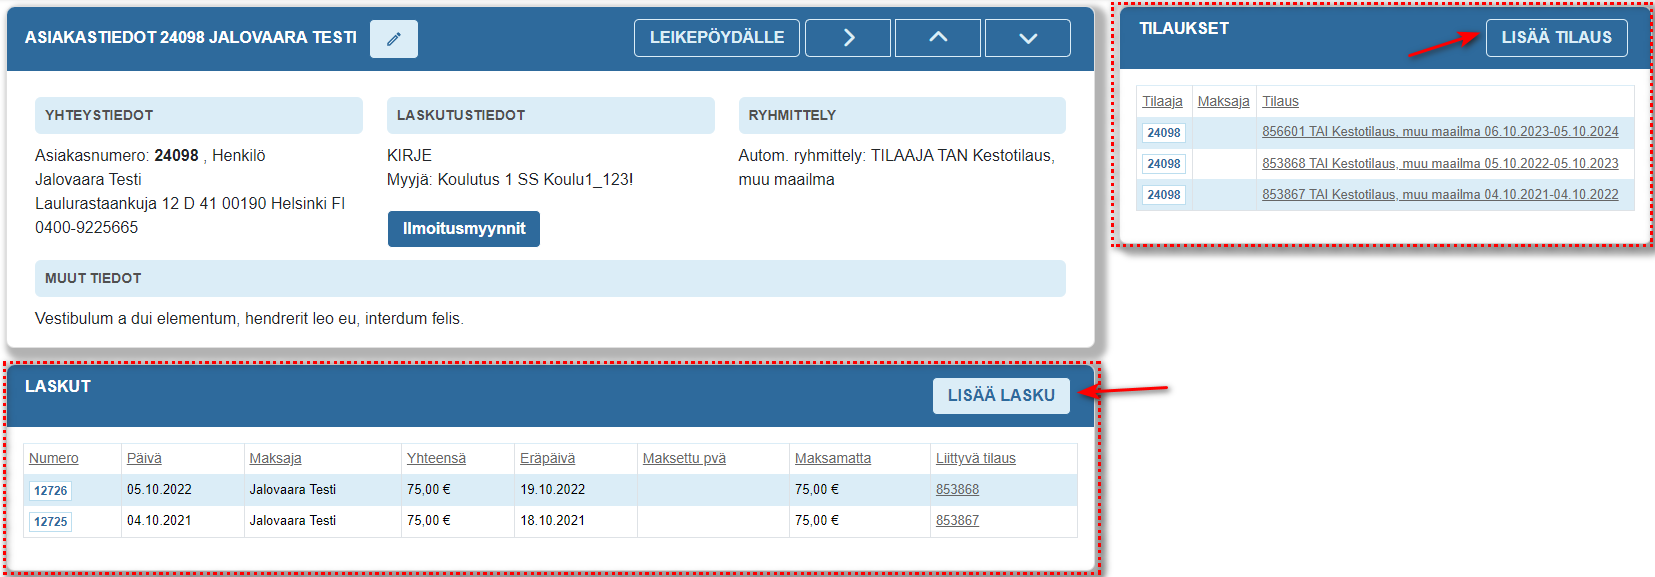 ASIAKASTIEDOT 24098 JALOVAARA TESTI
LEIKEPÖYDÄLLE
YHTEYSTIEDOT
Asiakasnumero: 24098 , Henkilö
Jalovaara Testi
Laulurastaankuja 12 D 41 00190 Helsinki FI
0400-9225665
LASKUTUSTIEDOT
KIRJE
Myyjä: Koulutus 1 SS Koulu1_123!
Ilmoitusmyynnit
RYHMITTELY
Autom. ryhmittely: TILAAJA TAN Kestotilaus,
muu maailma
MUUT TIEDOT
Vestibulum a dui elementum, hendrerit leo eu, interdum felis.
TILAUKSET
LISÄÄ TILAUS
Tilaaja Maksaja Tilaus
24098 856601 TAI Kestotilaus, muu maailma 06.10.2023-05.10.2024
24098 853868 TAI Kestotilaus, muu maailma 05.10.2022-05.10.2023
24098 853867 TAI Kestotilaus, muu maailma 04.10.2021-04.10.2022
LASKUT
LISÄÄ LASKU
Numero Päivä Maksaja Yhteensä Eräpäivä Maksettu pvä Maksamatta Liittyvä tilaus
12726 05.10.2022 Jalovaara Testi 75,00 € 19.10.2022 75,00 € 853868
12725 04.10.2021 Jalovaara Testi 75,00 € 18.10.2021 75,00 € 853867